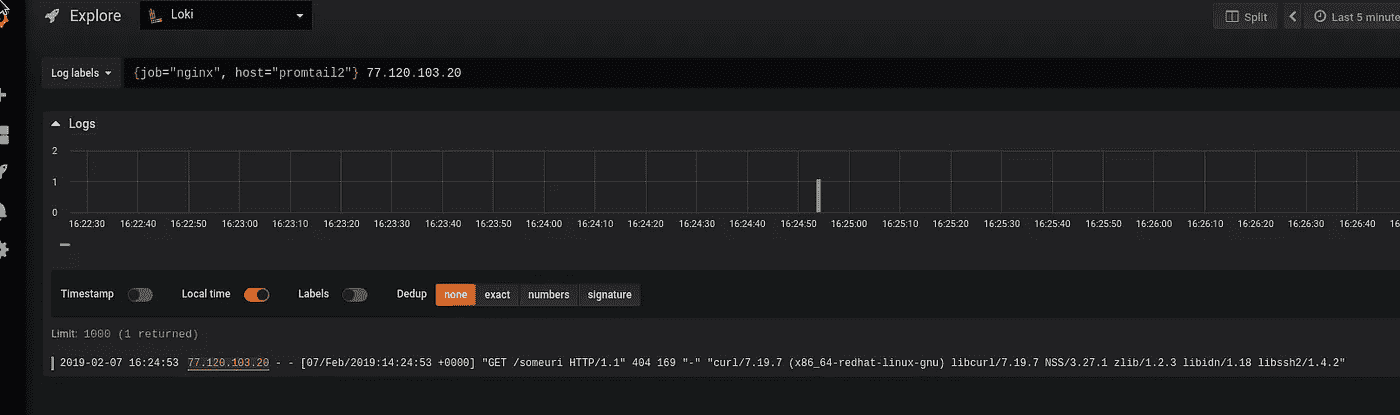 Explore Loki Split Last 5 minute
Log labels {job="nginx", host="promtail2"} 77.120.103.20
Logs
2
1
0
16:22:30 16:22:40 16:22:50 16:23:00 16:23:10 16:23:20 16:23:30 16:23:40 16:23:50 16:24:00 16:24:10 16:24:20 16:24:30 16:24:40 16:24:50 16:25:00 16:25:10 16:25:20 16:25:30 16:25:40 16:25:50 16:26:00 16:26:10 16:26:20 16:26:30 16:26:40 16
Timestamp Local time Labels Dedup none exact numbers signature
Limit: 1000 (1 returned)
2019-02-07 16:24:53 77.120.103.20 - - [07/Feb/2019:14:24:53 +0000] "GET /someuri HTTP/1.1" 404 169 "-" "curl/7.19.7 (x86_64-redhat-linux-gnu) libcurl/7.19.7 NSS/3.27.1 zlib/1.2.3 libidn/1.18 libssh2/1.4.2"